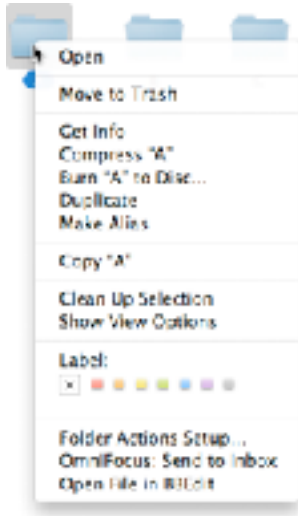 Open
Move to Trash
Get Info
Compress "A"
Burn "A" to Disc...
Duplicate
Make Alias
Copy "A"
Clean Up Selection
Show View Options
Label:
Folder Actions Setup...
OmniFocus: Send to Inbox
Open File in BBEdit